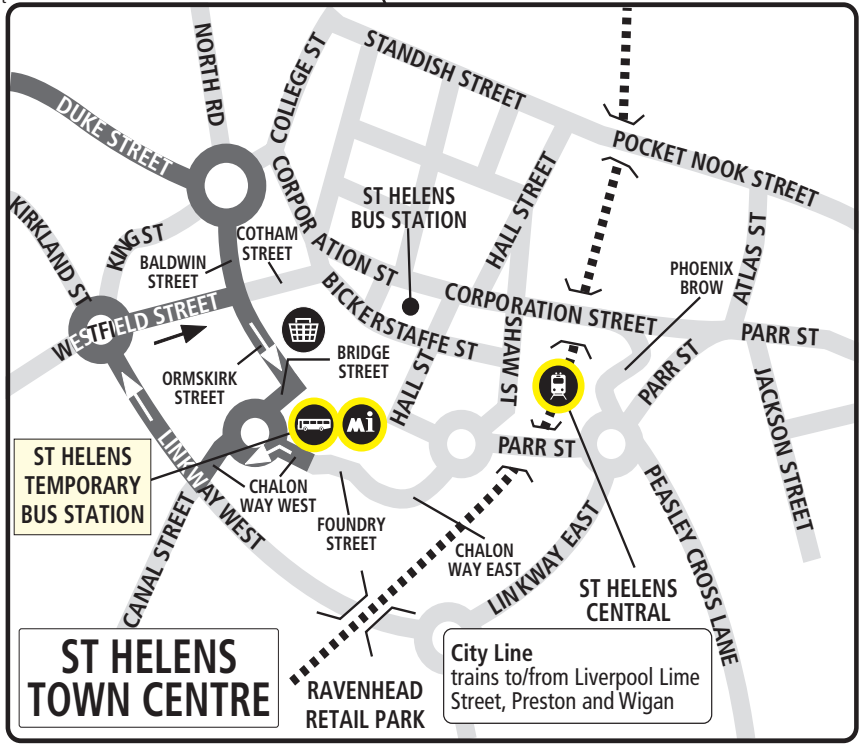 NORTH RD
COLLEGE ST
STANDISH STREET
DUKE STREET
POCKET NOOK STREET
CORPORATION ST
ST HELENS
BUS STATION
HALL STREET
KIRKLAND ST
KING ST
COTHAM
STREET
BALDWIN
STREET
ATLAS ST
PHOENIX
BROW
WESTFIELD STREET
BICKERSTAFFE ST
CORPORATION STREET
PARR ST
SHAW ST
BRIDGE
STREET
ORMSKIRK
STREET
HALL ST
PARR ST
JACKSON STREET
Mi
ST HELENS
TEMPORARY
BUS STATION
LINKWAY WEST
CHALON
WAY WEST
PARR ST
FOUNDRY
STREET
CHALON
WAY EAST
LINKWAY EAST
PEASLEY CROSS LANE
CANAL STREET
ST HELENS
CENTRAL
ST HELENS
TOWN CENTRE
RAVENHEAD
RETAIL PARK
City Line
trains to/from Liverpool Lime
Street, Preston and Wigan